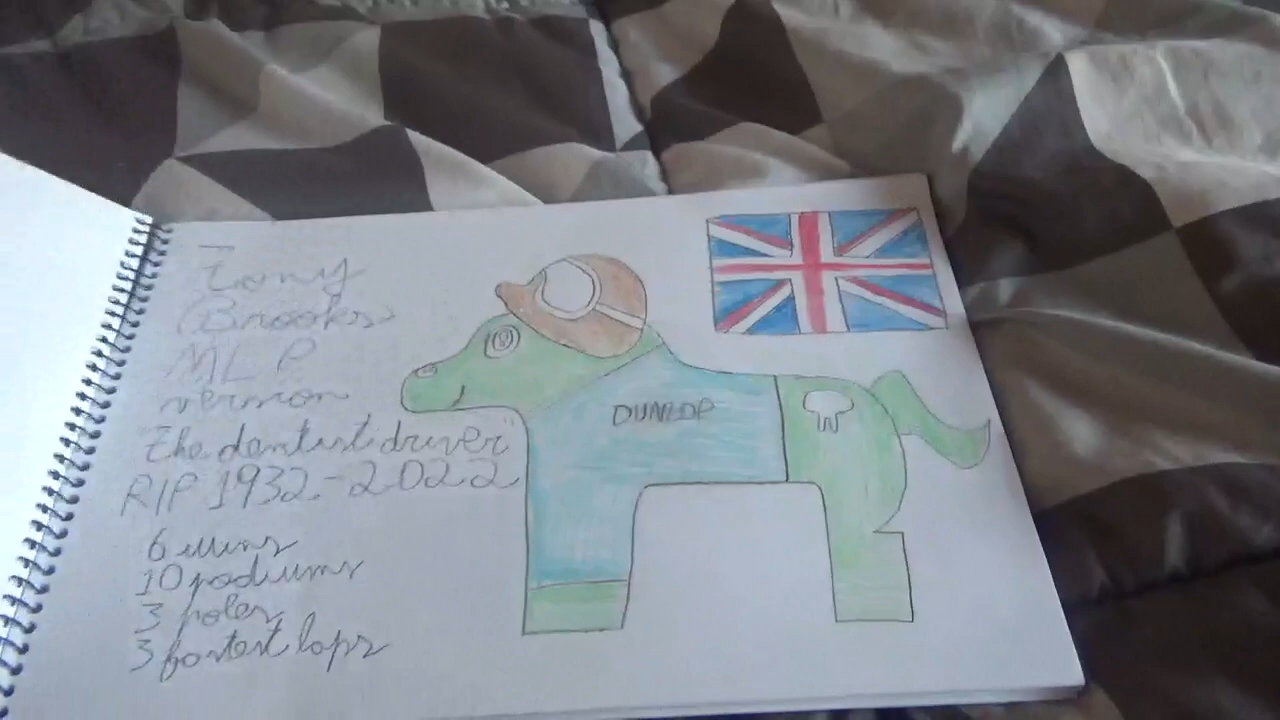 Tony
(Brooks)
MLP
version
"The dentist driver"
RIP 1932-2022
6 wins
10 podiums
3 poles
3 fastest laps
DUNLOP